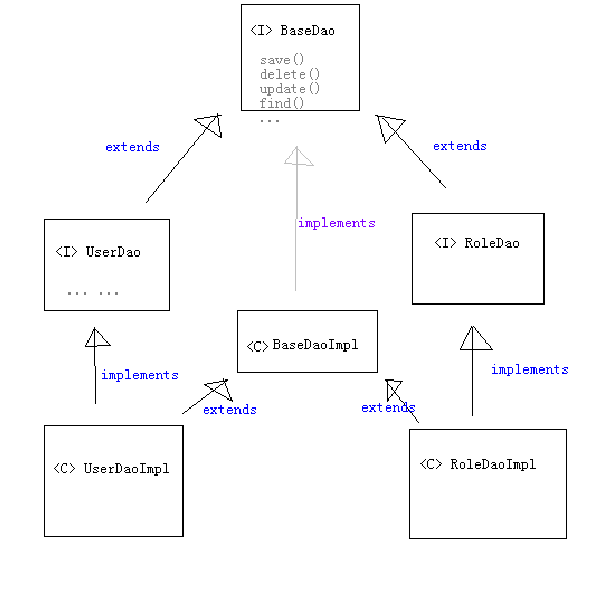 <I> BaseDao
save()
delete()
update()
find()
...
extends
extends
implements
<I> UserDao
... ...
<I> RoleDao
<C> BaseDaoImpl
implements
implements
extends
extends
<C> UserDaoImpl
<C> RoleDaoImpl